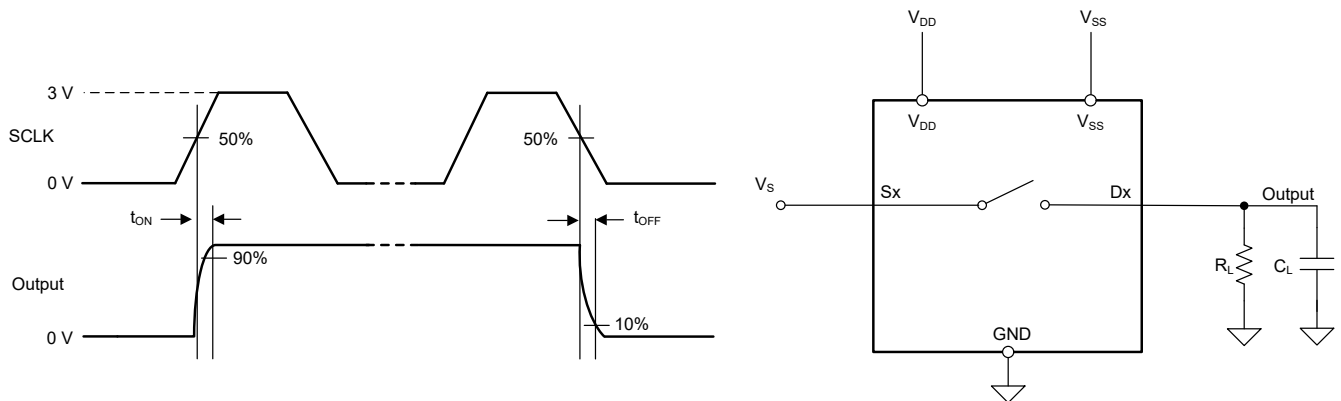 3 V
SCLK
50%
50%
0 V
tON
tOFF
90%
Output
10%
0 V
VDD
VSS
VDD
VSS
VS
Sx
Dx
Output
RL
CL
GND